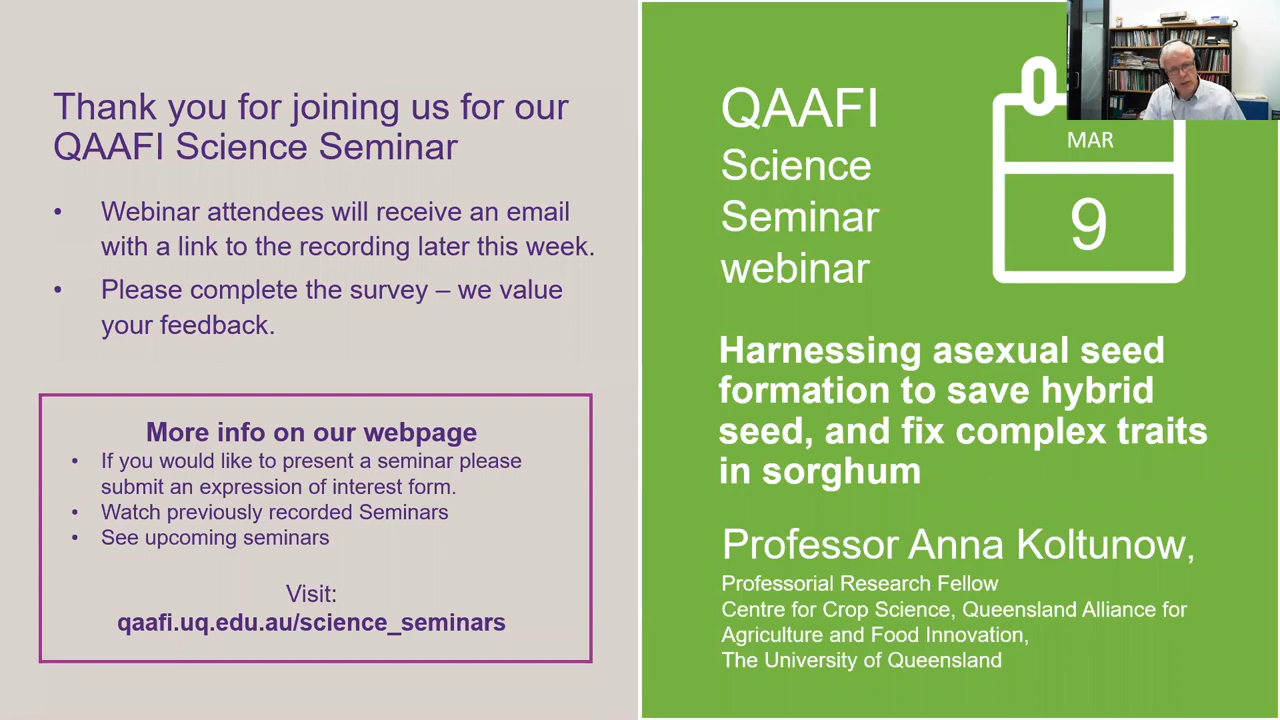 Thank you for joining us for our
QAAFI Science Seminar
• Webinar attendees will receive an email
with a link to the recording later this week.
• Please complete the survey – we value
your feedback.
More info on our webpage
• If you would like to present a seminar please
submit an expression of interest form.
• Watch previously recorded Seminars
• See upcoming seminars
Visit:
qaafi.uq.edu.au/science_seminars
QAAFI
Science
Seminar
webinar
MAR
9
Harnessing asexual seed
formation to save hybrid
seed, and fix complex traits
in sorghum
Professor Anna Koltunow,
Professorial Research Fellow
Centre for Crop Science, Queensland Alliance for
Agriculture and Food Innovation,
The University of Queensland